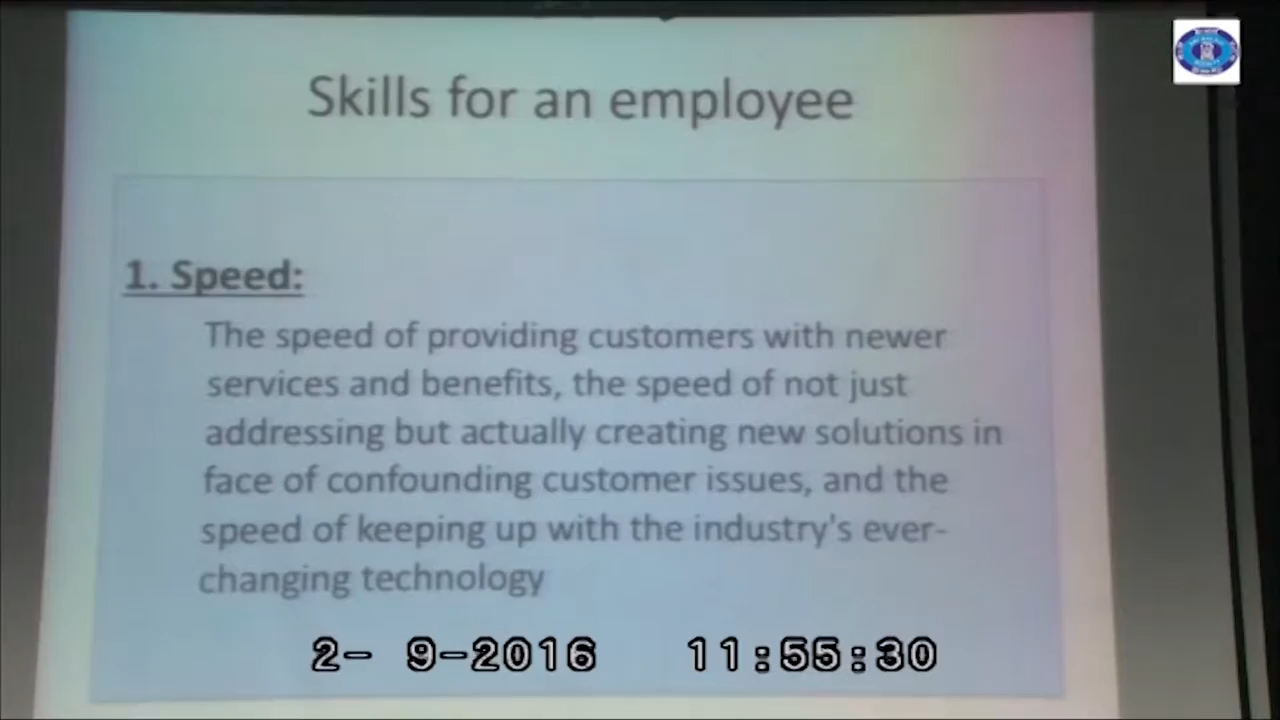 Skills for an employee
1. Speed:
The speed of providing customers with newer
services and benefits, the speed of not just
addressing but actually creating new solutions in
face of confounding customer issues, and the
speed of keeping up with the industry's ever-
changing technology
2- 9-2016 11:55:30